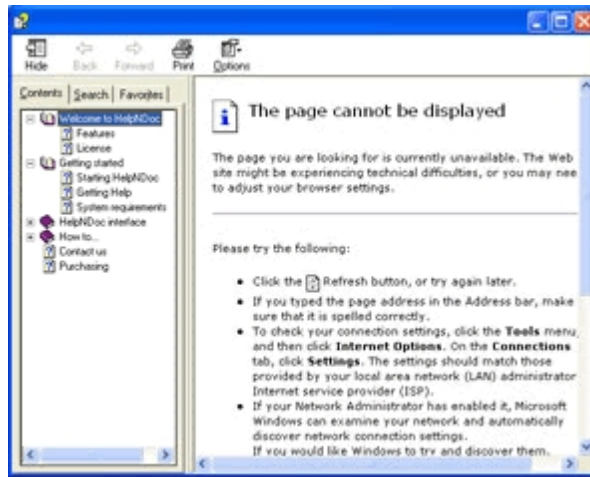 Hide Back Forward Print Options
Contents Search Favorites
Welcome to HelpNDoc
Features
License
Getting started
Starting HelpNDoc
Getting Help
System requirements
HelpNDoc interface
How to...
Contact us
Purchasing
The page cannot be displayed
The page you are looking for is currently unavailable. The Web
site might be experiencing technical difficulties, or you may nee
to adjust your browser settings.
Please try the following:
Click the Refresh button, or try again later.
If you typed the page address in the Address bar, make
sure that it is spelled correctly.
To check your connection settings, click the Tools menu,
and then click Internet Options. On the Connections
tab, click Settings. The settings should match those
provided by your local area network (LAN) administrator
Internet service provider (ISP).
If your Network Administrator has enabled it, Microsoft
Windows can examine your network and automatically
discover network connection settings.
If you would like Windows to try and discover them.